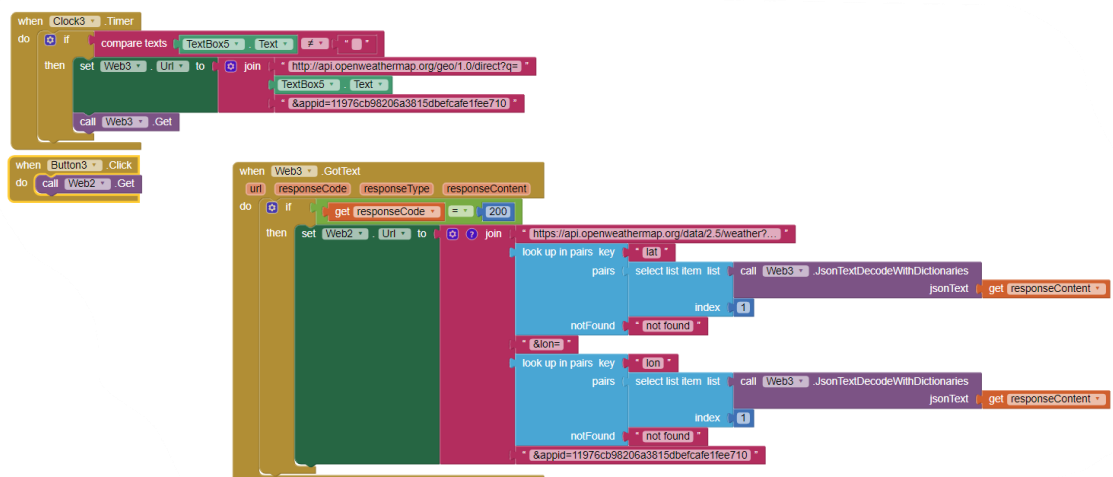 when Clock3 .Timer
do if compare texts TextBox5 . Text ≠ " "
then set Web3 . Url to join " http://api.openweathermap.org/geo/1.0/direct?q= "
TextBox5 . Text
" &appid=11976cb98206a3815dbefcafe1fee710 "
call Web3 .Get
when Button3 .Click
do call Web2 .Get
when Web3 .GotText
url responseCode responseType responseContent
do if get responseCode = 200
then set Web2 . Url to ? join " https://api.openweathermap.org/data/2.5/weather?... "
look up in pairs key " lat "
pairs select list item list call Web3 .JsonTextDecodeWithDictionaries
jsonText get responseContent
index 1
notFound " not found "
" &lon= "
look up in pairs key " lon "
pairs select list item list call Web3 .JsonTextDecodeWithDictionaries
jsonText get responseContent
index 1
notFound " not found "
" &appid=11976cb98206a3815dbefcafe1fee710 "